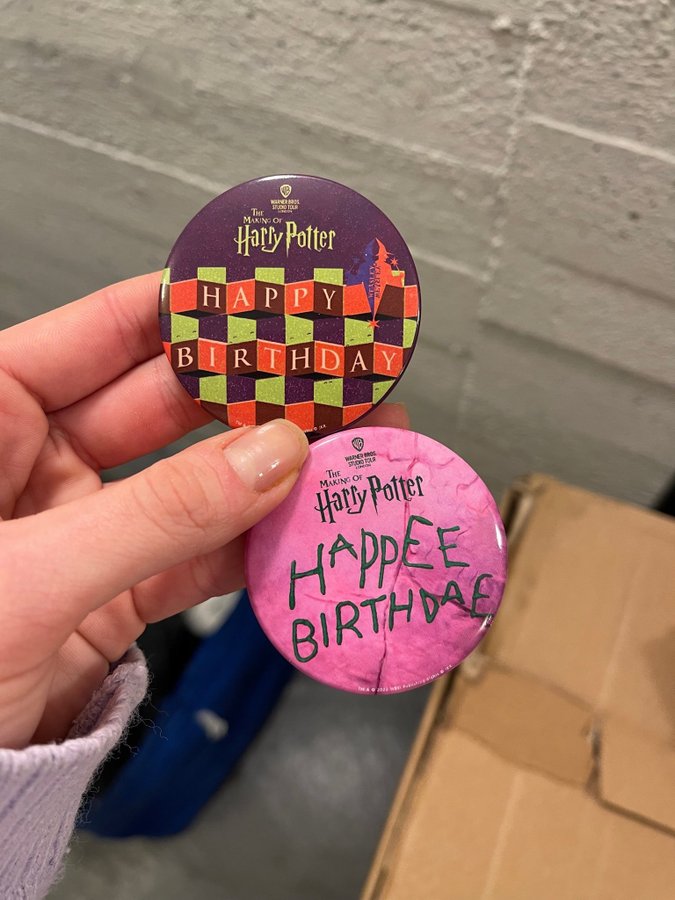 WARNER BROS.
STUDIO TOUR
LONDON
THE
MAKING OF
Harry Potter
HAPPY
BIRTHDAY
WARNER BROS.
STUDIO TOUR
LONDON
THE
MAKING OF
Harry Potter
HAPPEE
BIRTHDAE